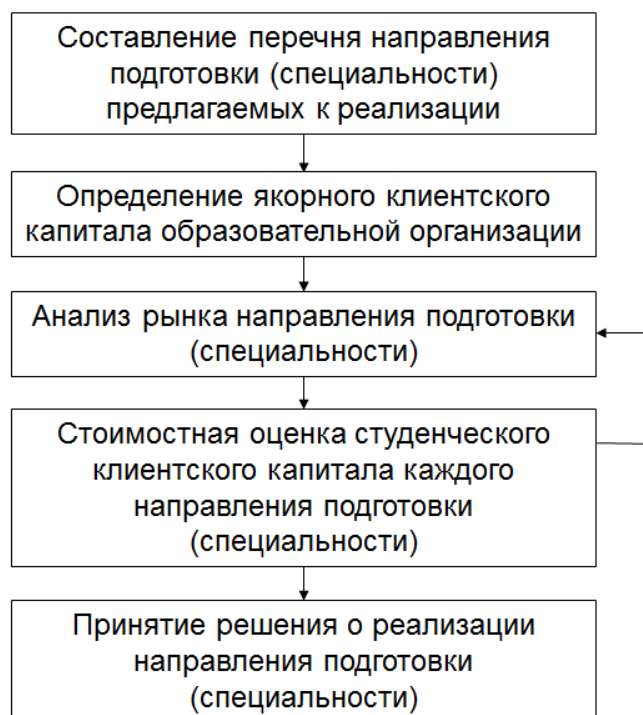 Составление перечня направления
подготовки (специальности)
предлагаемых к реализации
Определение якорного клиентского
капитала образовательной организации
Анализ рынка направления подготовки
(специальности)
Стоимостная оценка студенческого
клиентского капитала каждого
направления подготовки
(специальности)
Принятие решения о реализации
направления подготовки
(специальности)